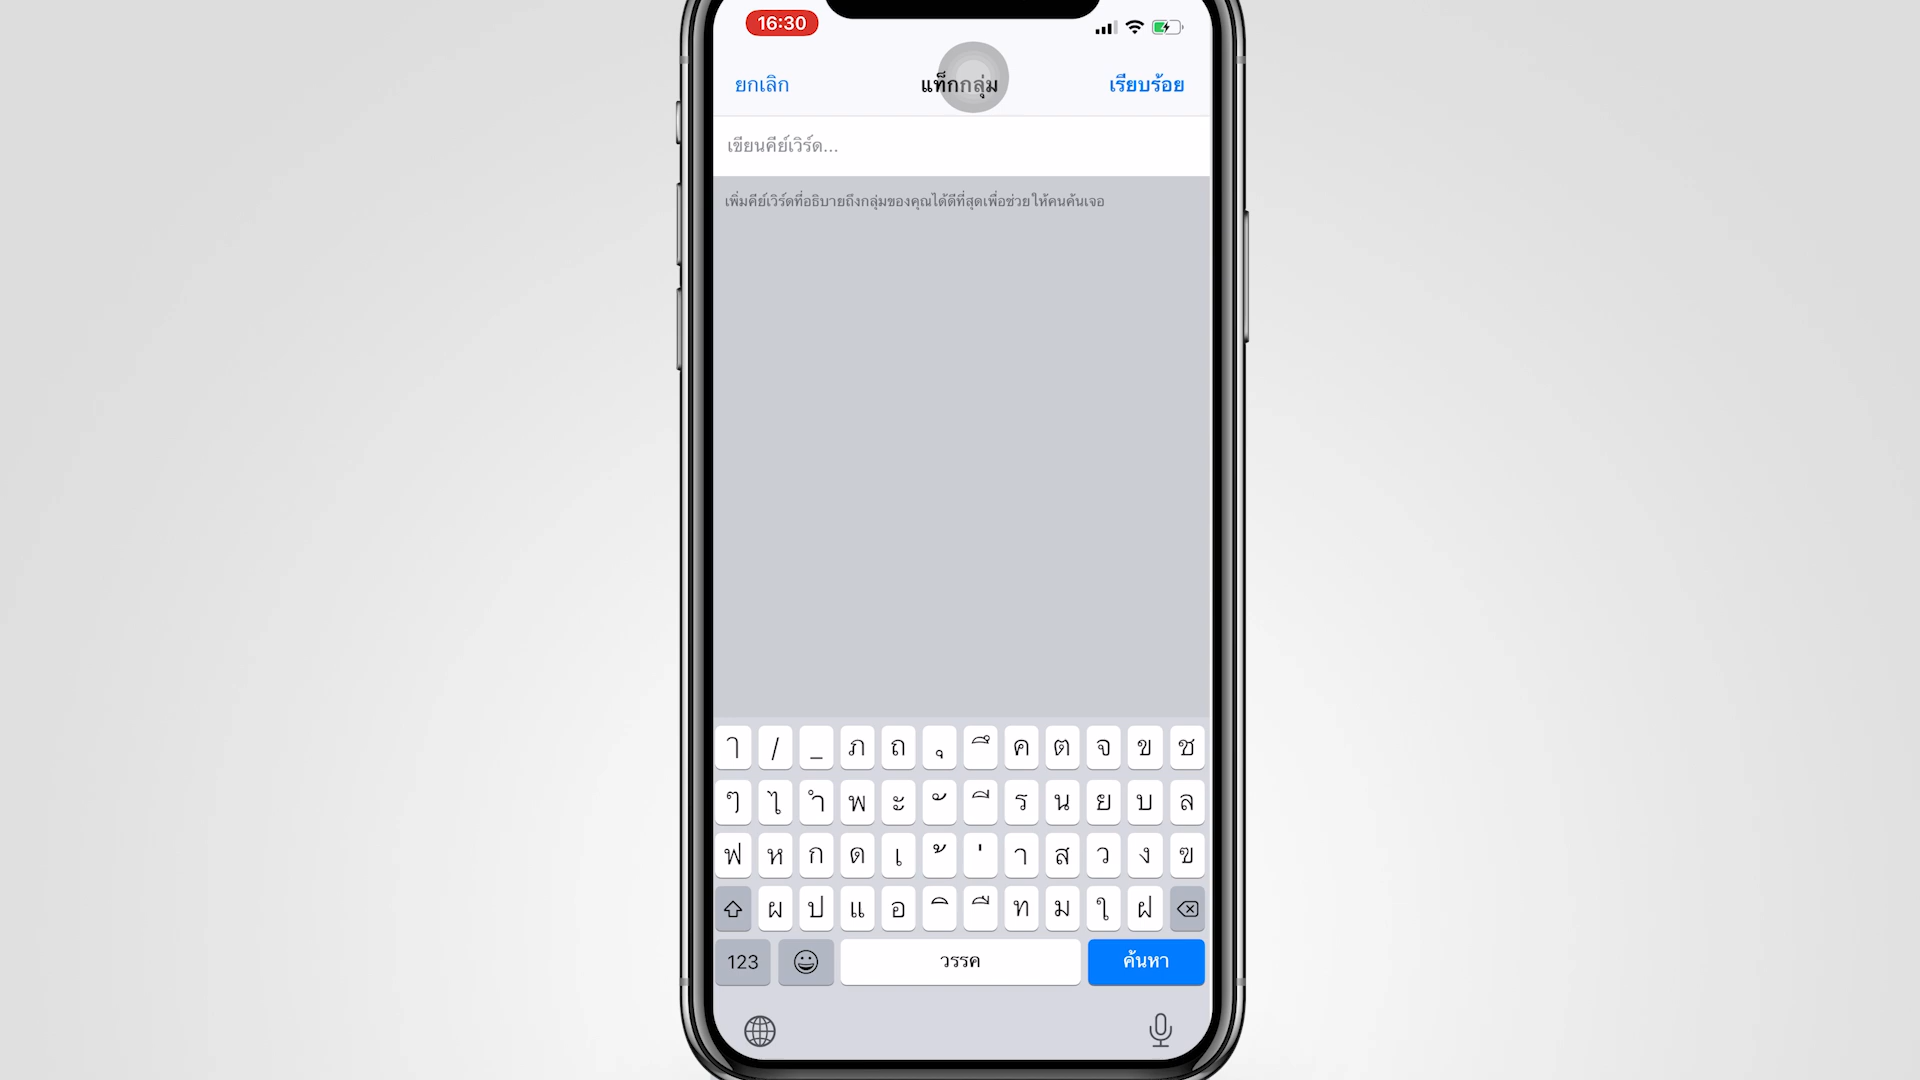 16:30
ยกเลิก แท็กกลุ่ม เรียบร้อย
เขียนคีย์เวิร์ด...
เพิ่มคีย์เวิร์ดที่อธิบายถึงกลุ่มของคุณได้ดีที่สุดเพื่อช่วยให้คนค้นเจอ
ๅ / _ ภ ถ ุ ึ ค ต จ ข ช
ๆ ไ ำ พ ะ ั ี ร น ย บ ล
ฟ ห ก ด เ ้ ่ า ส ว ง ฃ
ผ ป แ อ ิ ื ท ม ใ ฝ
123 วรรค ค้นหา